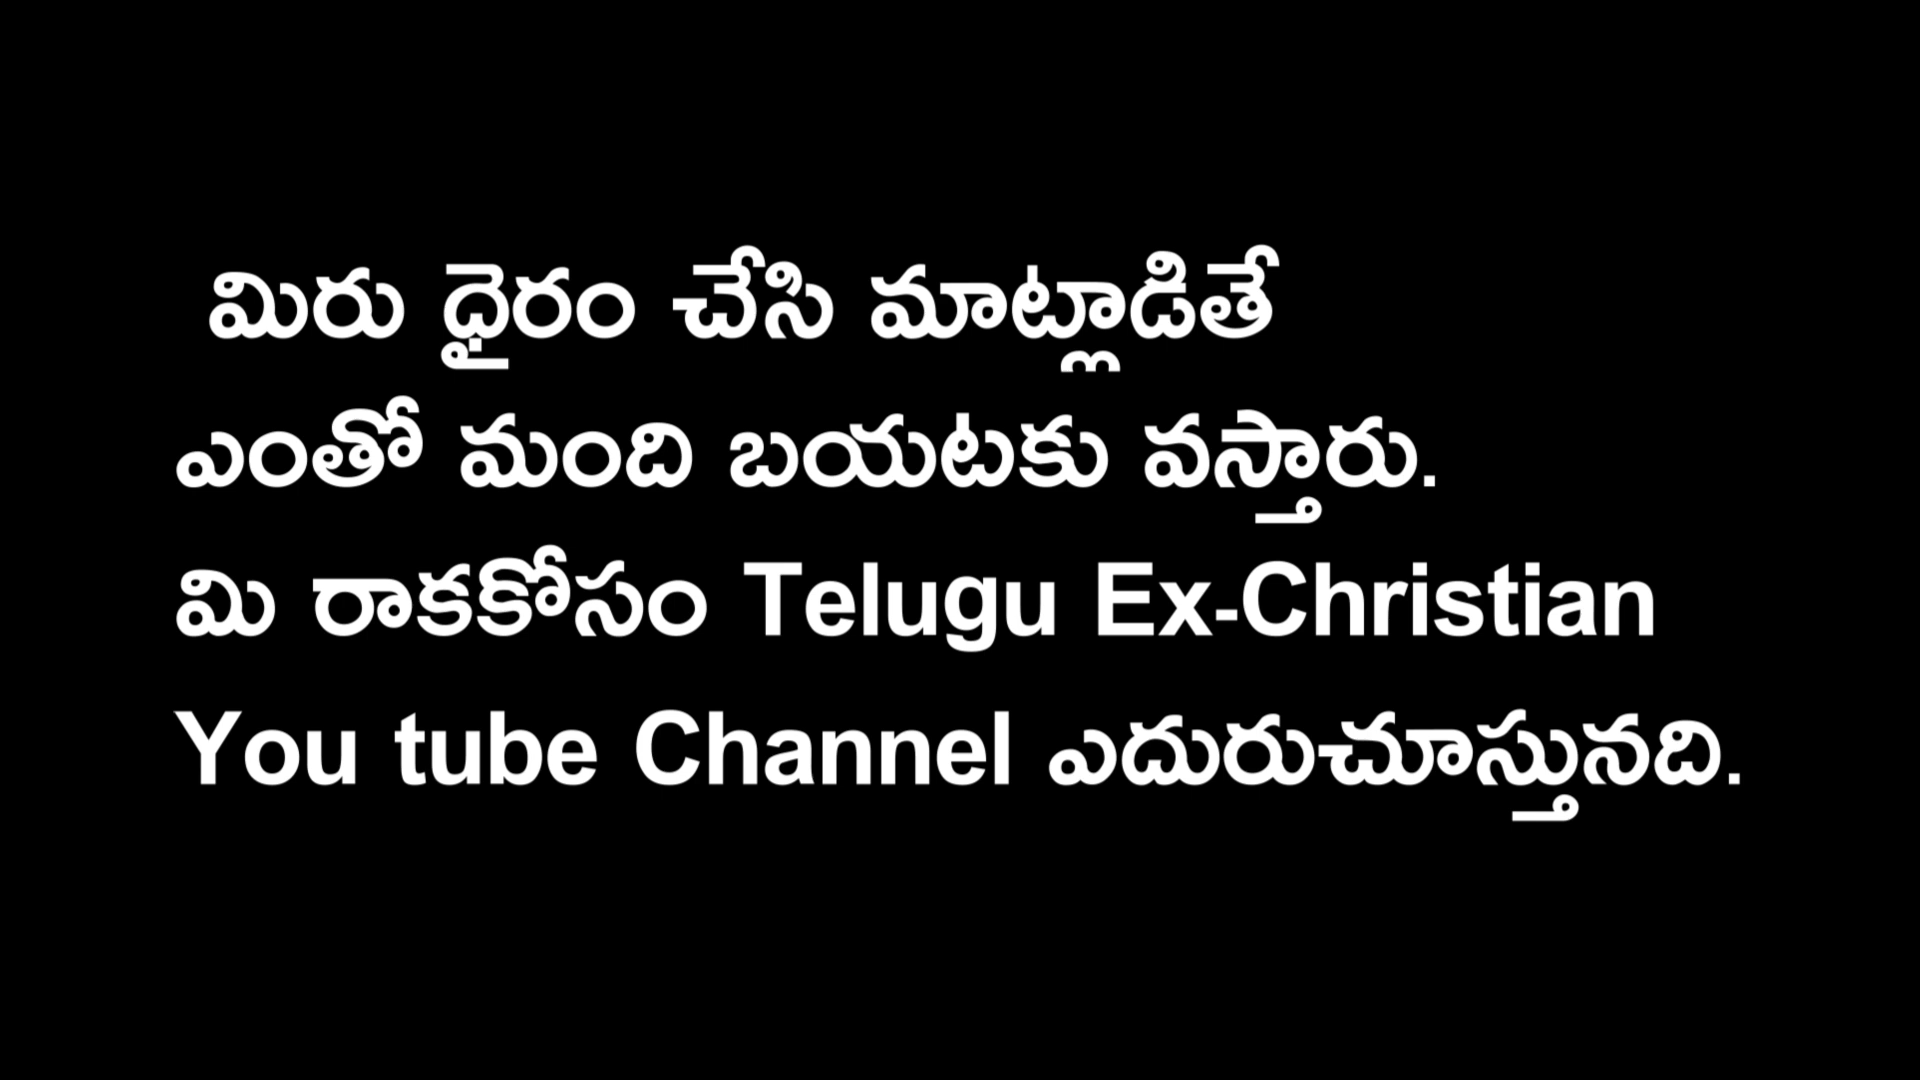 మిరు ధైరం చేసి మాట్లాడితే
ఎంతో మంది బయటకు వస్తారు.
మి రాకకోసం Telugu Ex-Christian
You tube Channel ఎదురుచూస్తునది.